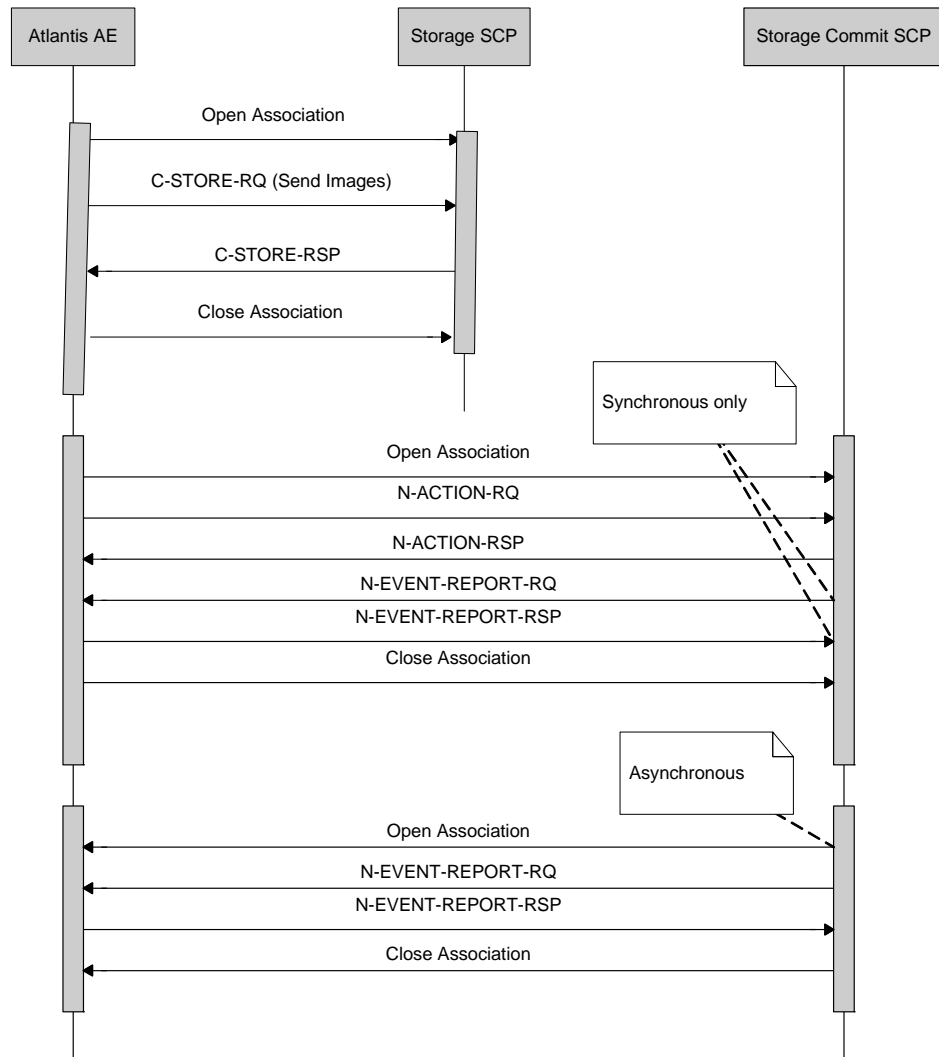 Atlantis AE
Storage SCP
Storage Commit SCP
Open Association
C-STORE-RQ (Send Images)
C-STORE-RSP
Close Association
Synchronous only
Open Association
N-ACTION-RQ
N-ACTION-RSP
N-EVENT-REPORT-RQ
N-EVENT-REPORT-RSP
Close Association
Asynchronous
Open Association
N-EVENT-REPORT-RQ
N-EVENT-REPORT-RSP
Close Association